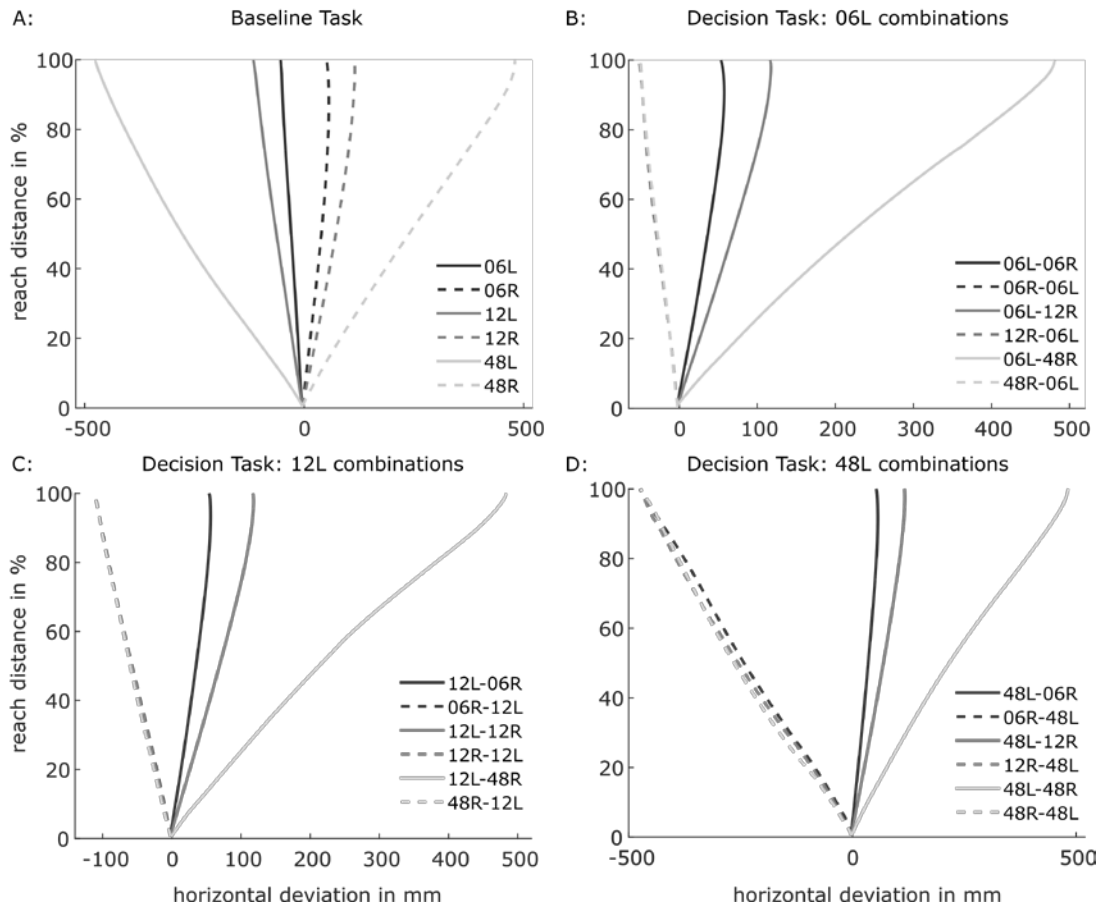 A: Baseline Task
100
80
60
40
20
0
reach distance in %
06L
06R
12L
12R
48L
48R
-500 0 500
B: Decision Task: 06L combinations
100
80
60
40
20
0
06L-06R
06R-06L
06L-12R
12R-06L
06L-48R
48R-06L
0 100 200 300 400 500
C: Decision Task: 12L combinations
100
80
60
40
20
0
reach distance in %
12L-06R
06R-12L
12L-12R
12R-12L
12L-48R
48R-12L
-100 0 100 200 300 400 500
horizontal deviation in mm
D: Decision Task: 48L combinations
100
80
60
40
20
0
48L-06R
06R-48L
48L-12R
12R-48L
48L-48R
48R-48L
-500 0 500
horizontal deviation in mm